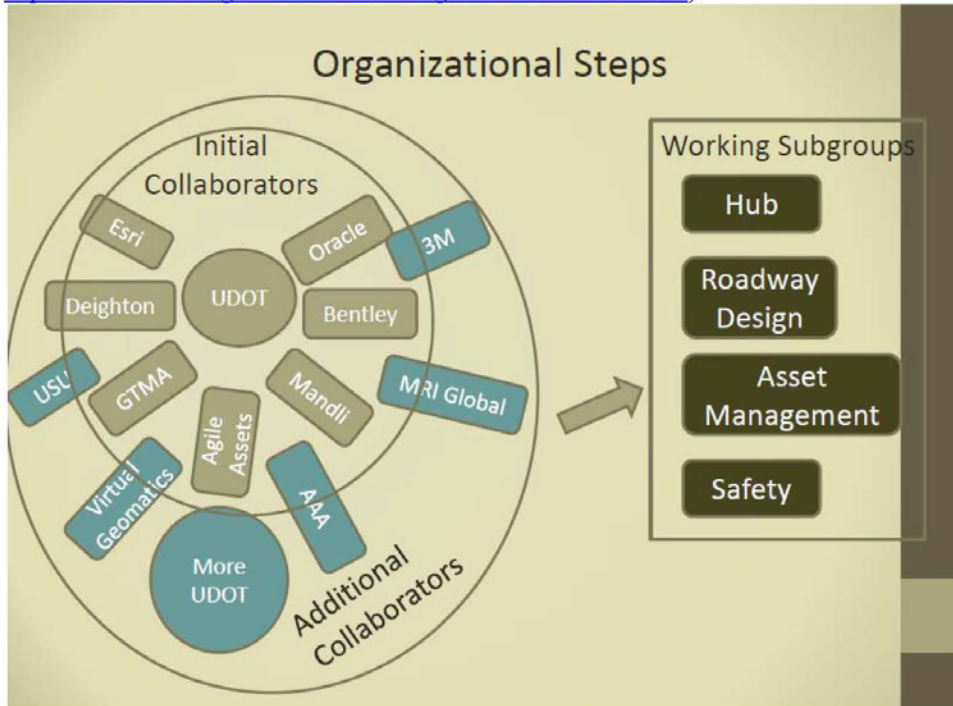 Organizational Steps
Initial
Collaborators
Esri
Oracle
3M
Deighton
UDOT
Bentley
USU
GTMA
Mandli
MRI Global
Agile
Assets
Virtual
Geomatics
AAA
More
UDOT
Additional
Collaborators
Working Subgroups
Hub
Roadway
Design
Asset
Management
Safety